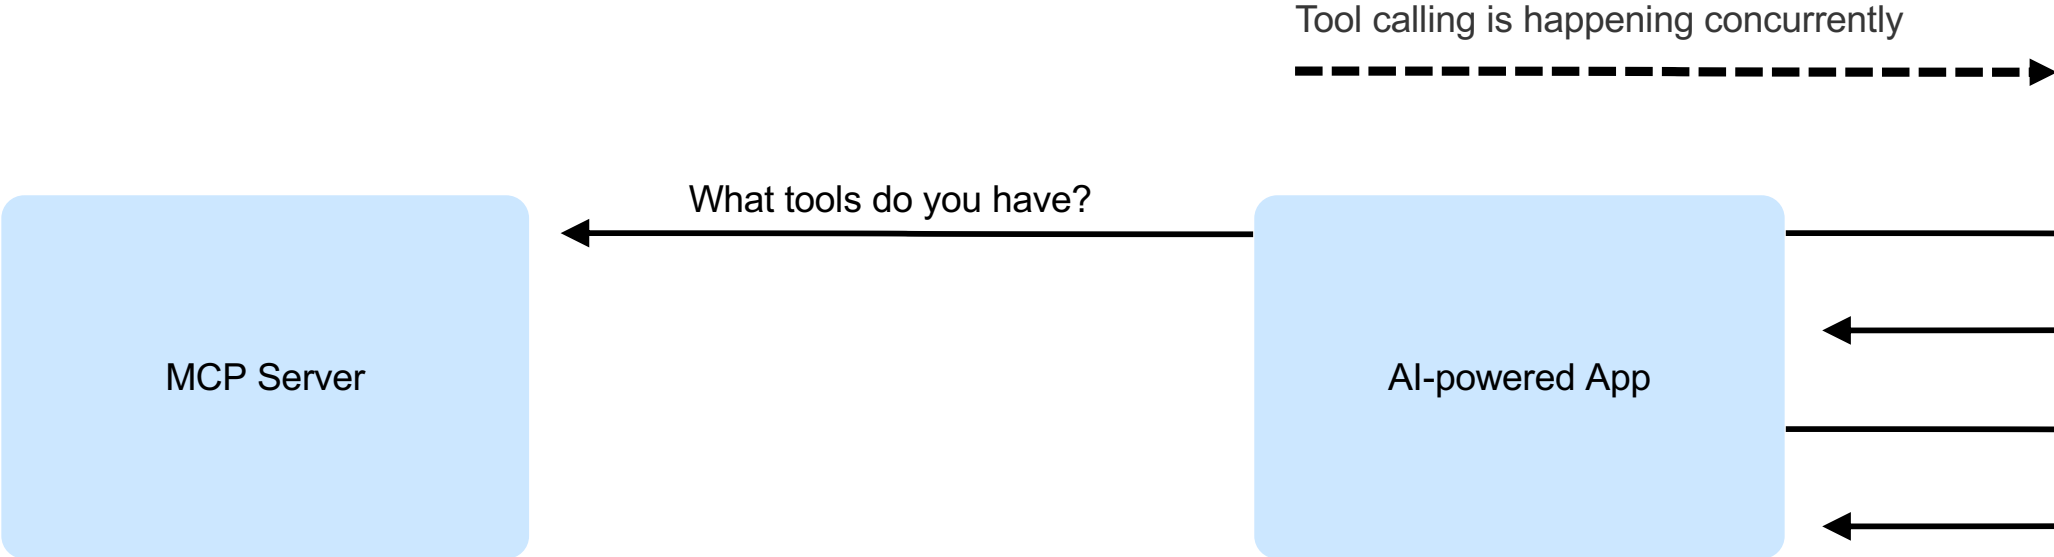 Tool calling is happening concurrently
What tools do you have?
MCP Server
AI-powered App